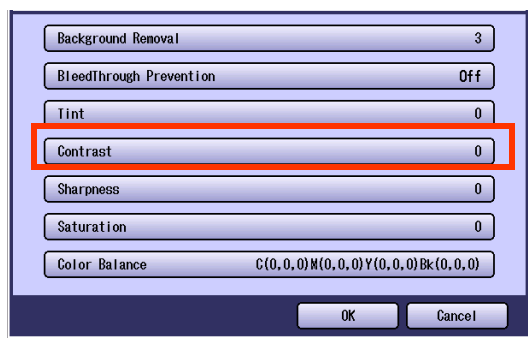 Background Removal 3
BleedThrough Prevention Off
Tint 0
Contrast 0
Sharpness 0
Saturation 0
Color Balance C(0,0,0)M(0,0,0)Y(0,0,0)Bk(0,0,0)
OK Cancel